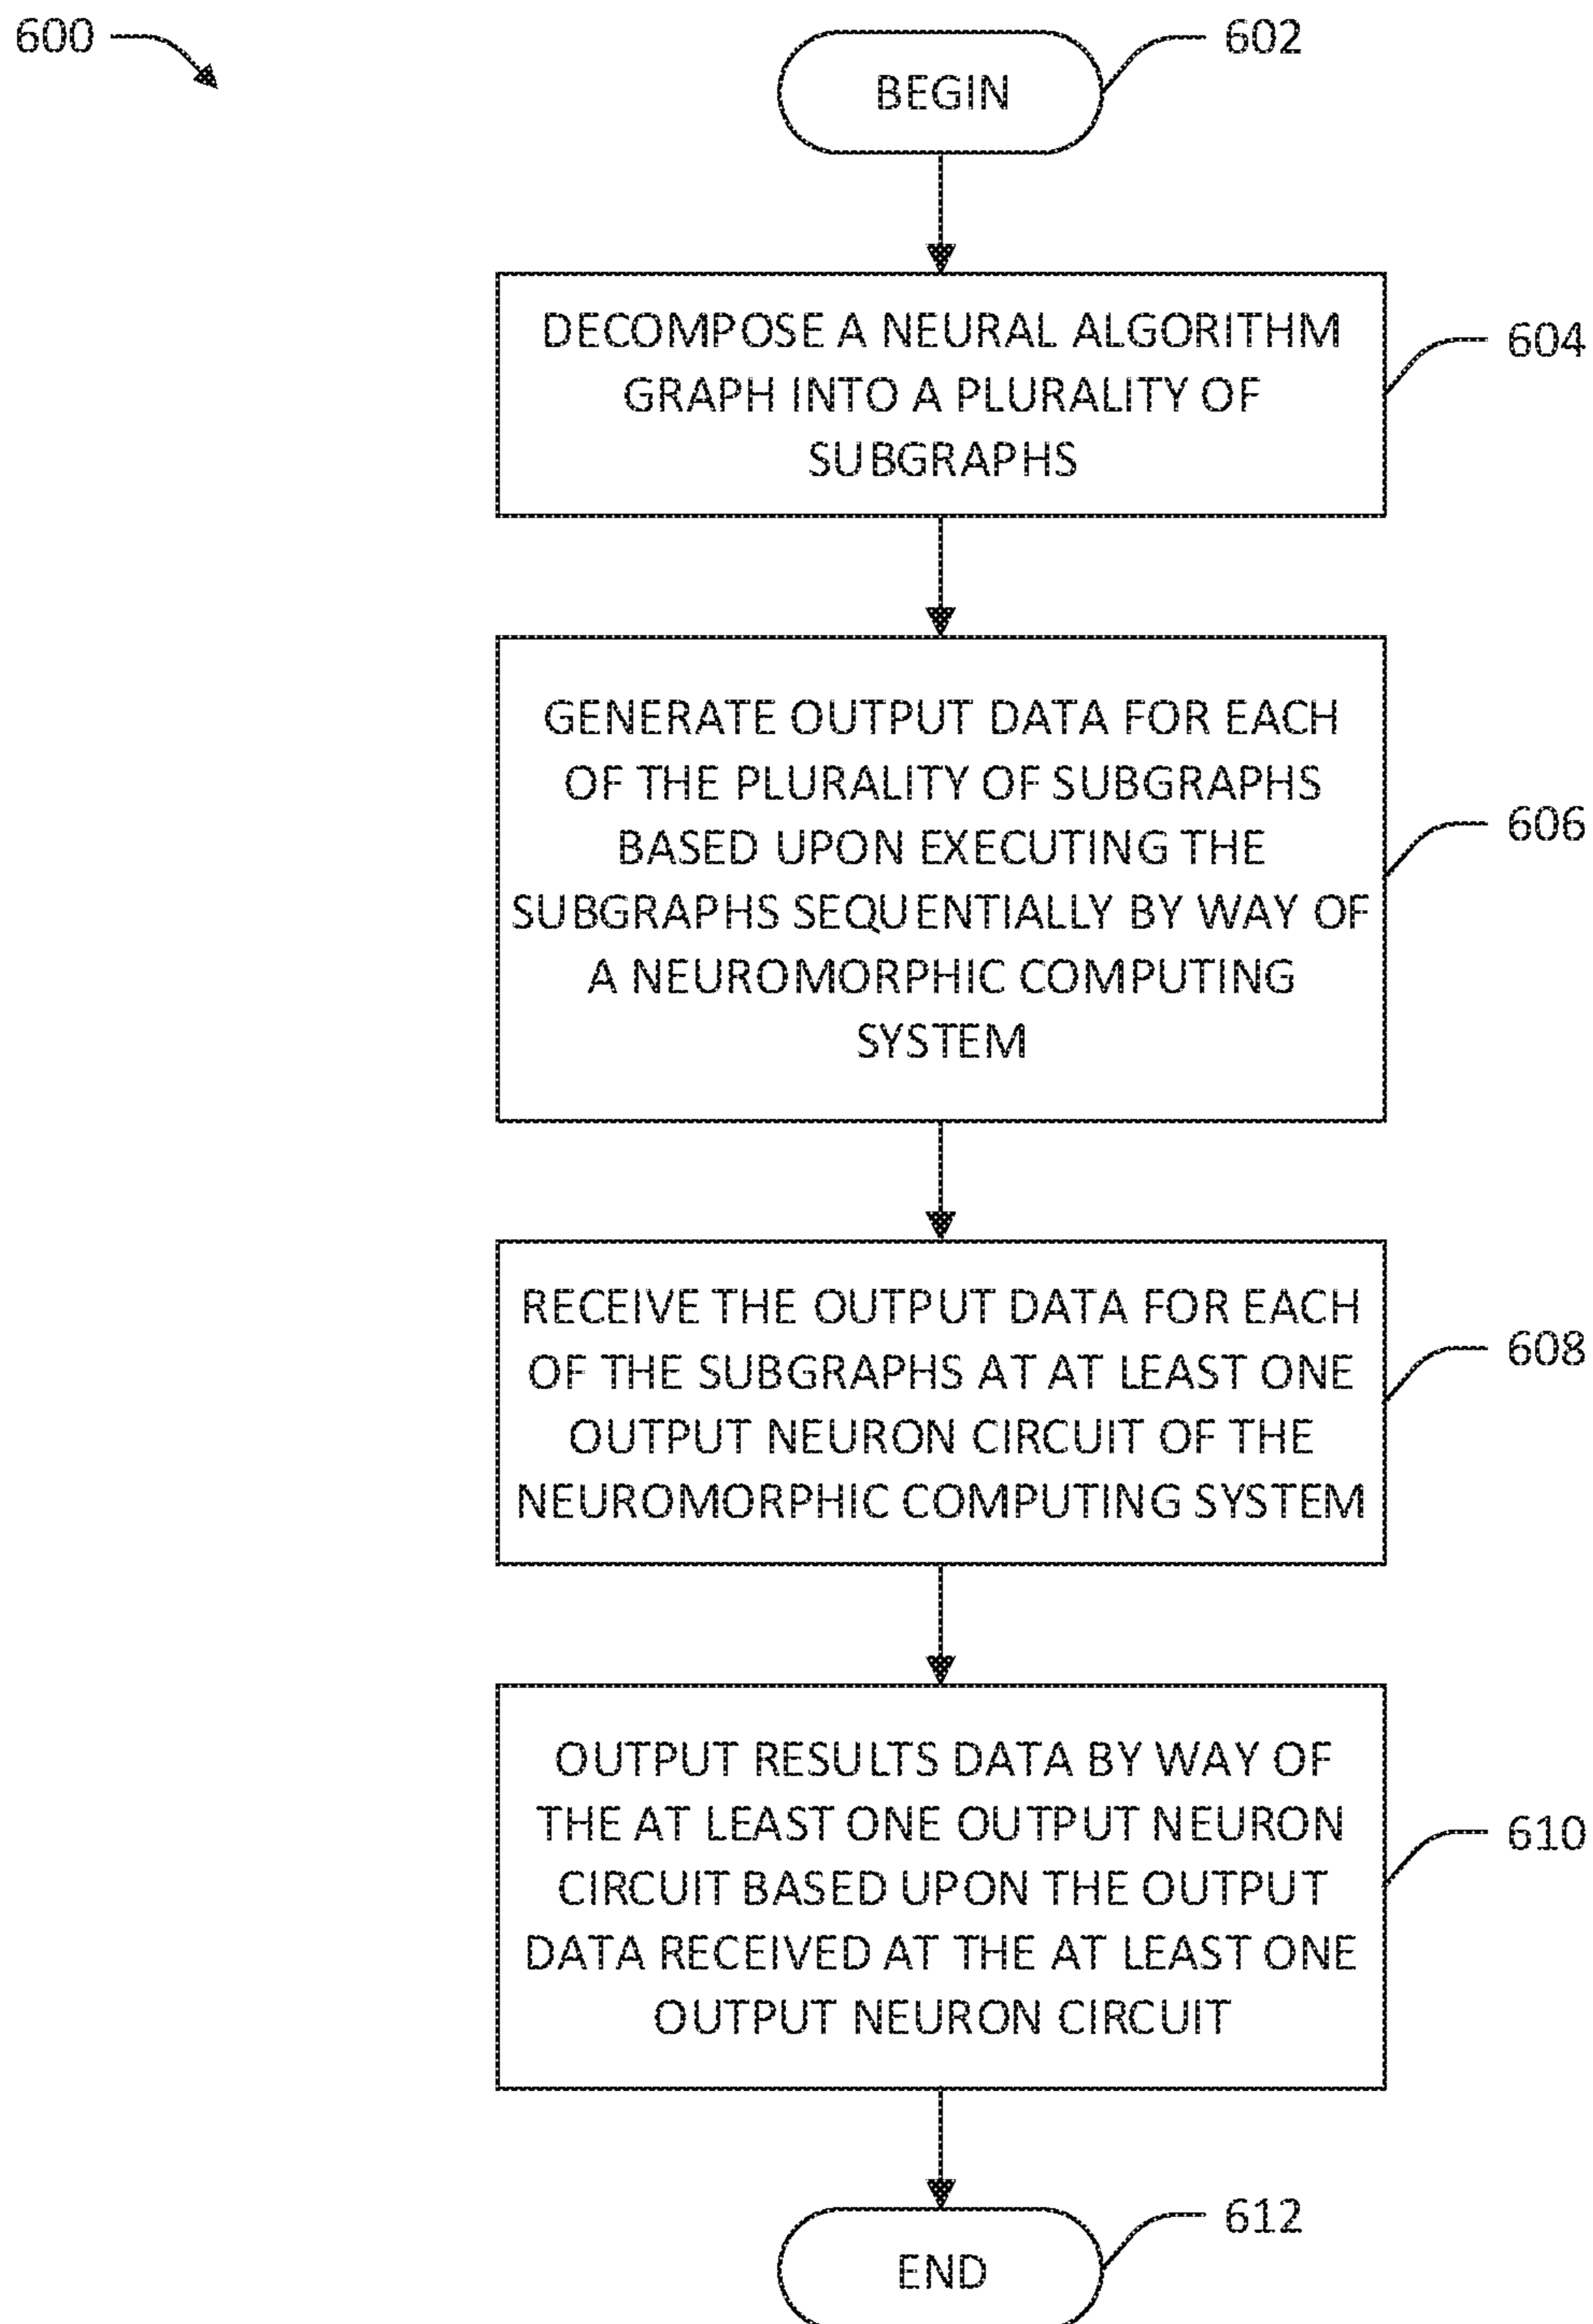 600
602
BEGIN
DECOMPOSE A NEURAL ALGORITHM
GRAPH INTO A PLURALITY OF
SUBGRAPHS
604
GENERATE OUTPUT DATA FOR EACH
OF THE PLURALITY OF SUBGRAPHS
BASED UPON EXECUTING THE
SUBGRAPHS SEQUENTIALLY BY WAY OF
A NEUROMORPHIC COMPUTING
SYSTEM
606
RECEIVE THE OUTPUT DATA FOR EACH
OF THE SUBGRAPHS AT AT LEAST ONE
OUTPUT NEURON CIRCUIT OF THE
NEUROMORPHIC COMPUTING SYSTEM
608
OUTPUT RESULTS DATA BY WAY OF
THE AT LEAST ONE OUTPUT NEURON
CIRCUIT BASED UPON THE OUTPUT
DATA RECEIVED AT THE AT LEAST ONE
OUTPUT NEURON CIRCUIT
610
612
END